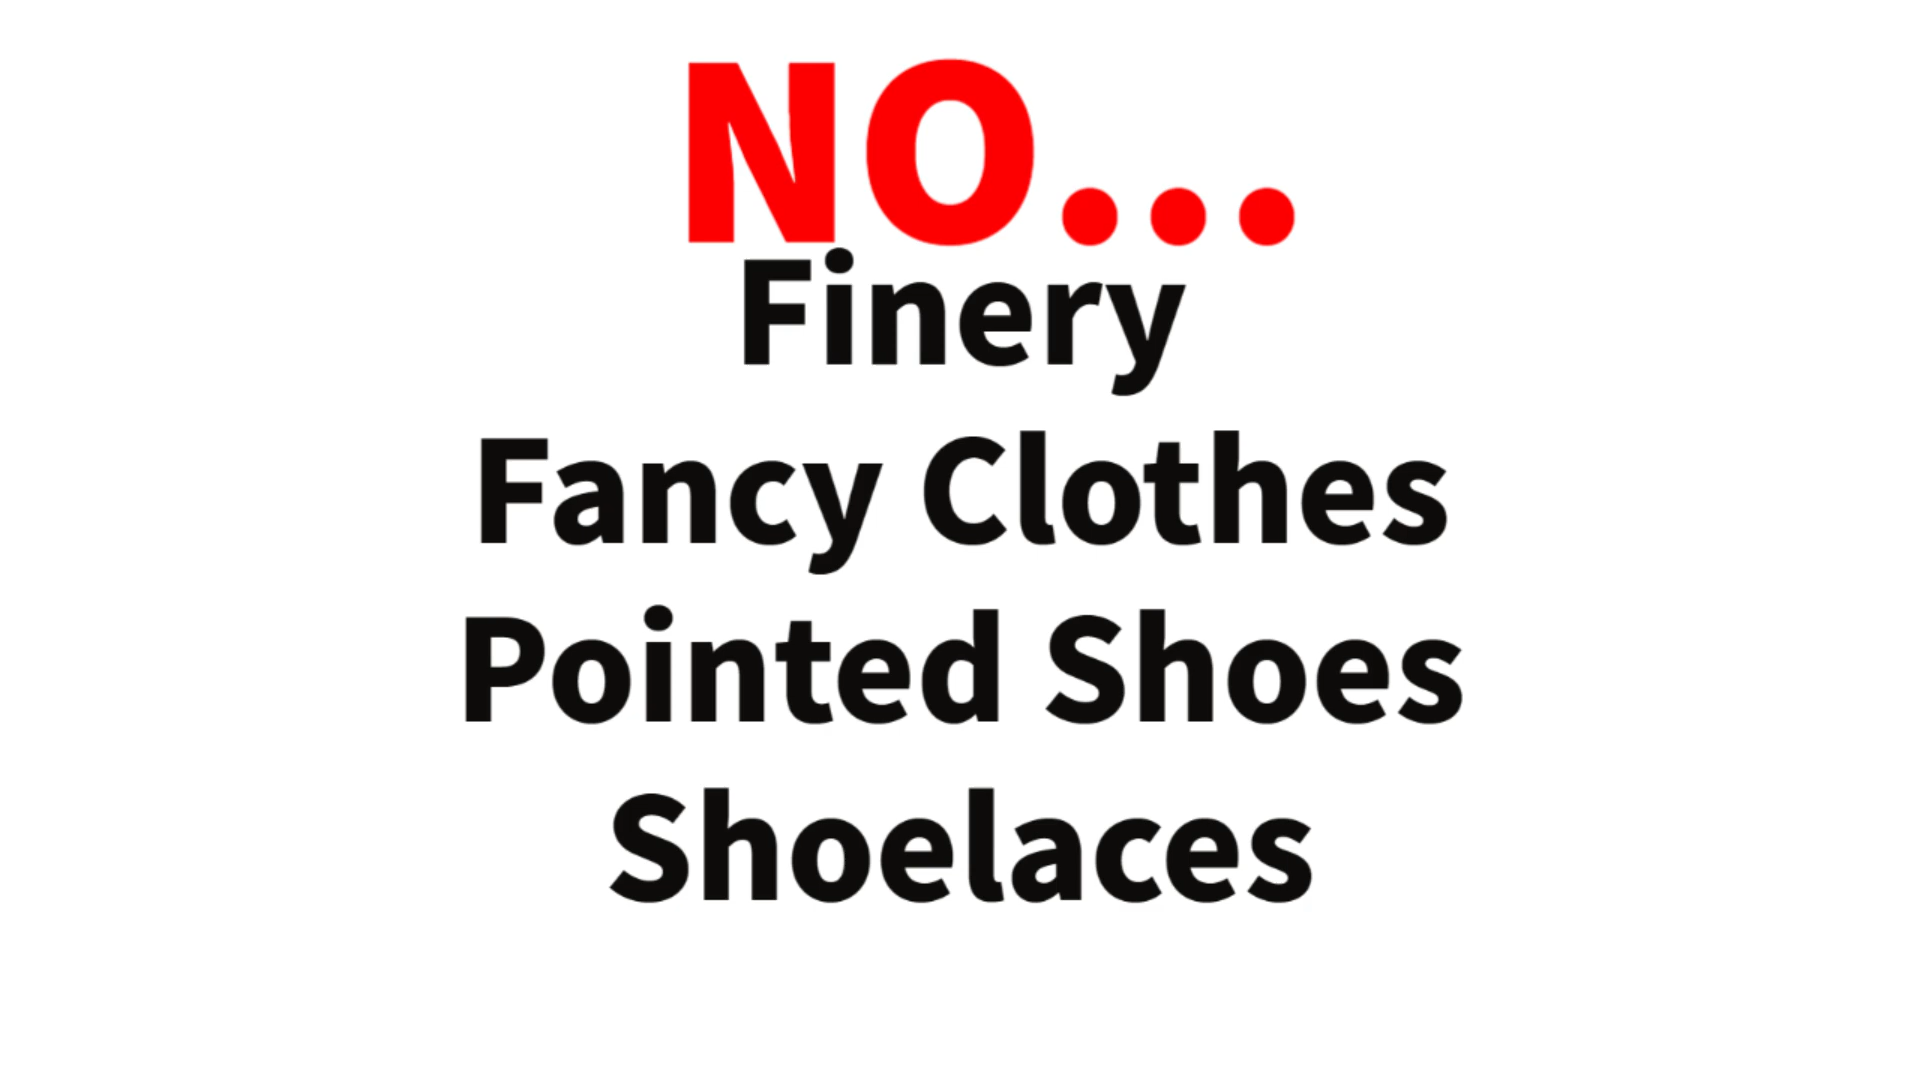 NO...
Finery
Fancy Clothes
Pointed Shoes
Shoelaces